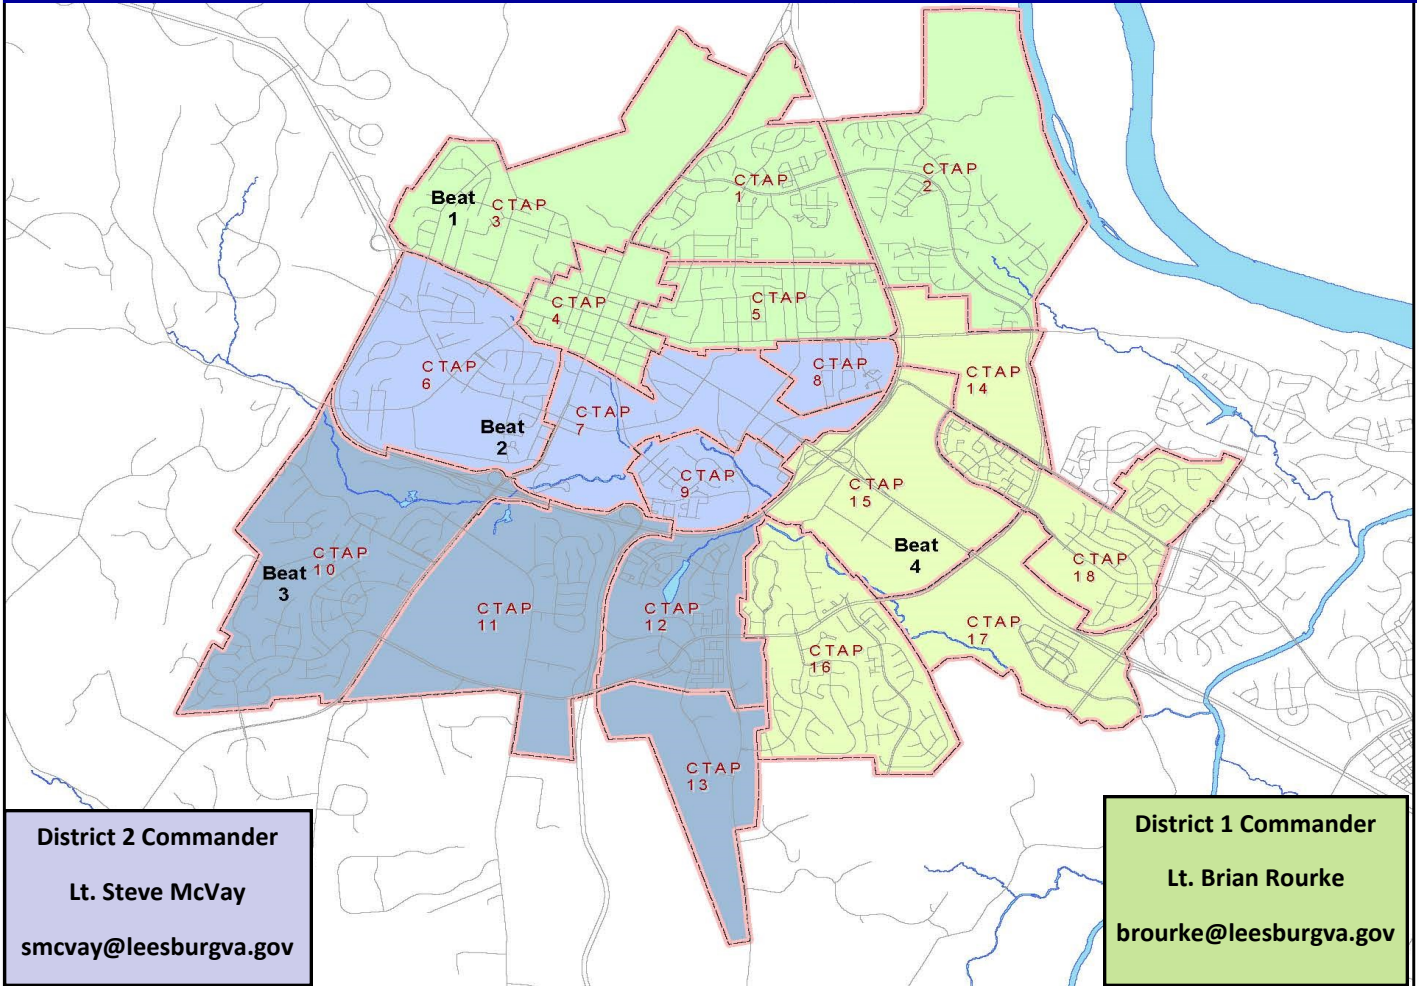 CTAP
1
CTAP
2
Beat
1
CTAP
3
CTAP
4
CTAP
5
CTAP
6
CTAP
7
CTAP
8
Beat
2
CTAP
9
CTAP
14
CTAP
15
Beat
4
CTAP
18
CTAP
10
Beat
3
CTAP
11
CTAP
12
CTAP
16
CTAP
17
CTAP
13
District 2 Commander
Lt. Steve McVay
smcvay@leesburgva.gov
District 1 Commander
Lt. Brian Rourke
brourke@leesburgva.gov